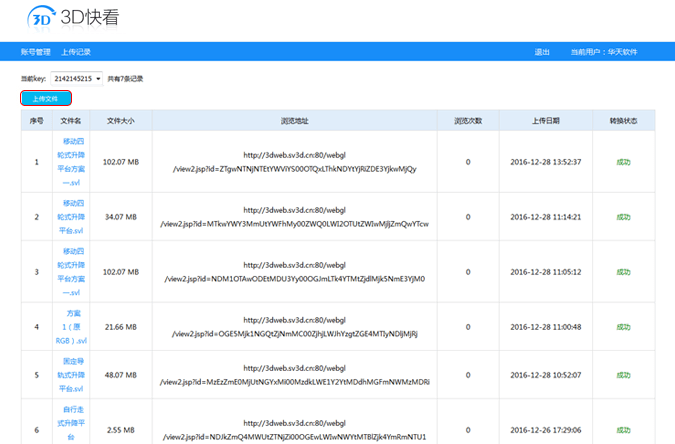 3D 3D快看
账号管理 上传记录 退出 当前用户：华天软件
当前key: 2142145215 共有7条记录
上传文件
序号 文件名 文件大小 浏览地址 浏览次数 上传日期 转换状态
移动四
轮式升降
平台方案
一.svl
1 102.07 MB
http://3dweb.sv3d.cn:80/webgl
/view2.jsp?id=ZTgwNTNjNTEtYWViYS00OTQxLThkNDYtYjRiZDE3YjkwMjQy
0 2016-12-28 13:52:37 成功
移动四
轮式升降
平台.svl
2 34.07 MB
http://3dweb.sv3d.cn:80/webgl
/view2.jsp?id=MTkwYWY3MmUtYWFhMy00ZWQ0LWI2OTUtZWIwMjljZmQwYTcw
0 2016-12-28 11:14:21 成功
移动四
轮式升降
平台方案
一.svl
3 102.07 MB
http://3dweb.sv3d.cn:80/webgl
/view2.jsp?id=NDM1OTAwODEtMDU3Yy00OGJmLTk4YTMtZjdlMjk5NmE3YjM0
0 2016-12-28 11:05:12 成功
方案
1（原
RGB）.svl
4 21.66 MB
http://3dweb.sv3d.cn:80/webgl
/view2.jsp?id=OGE5Mjk1NGQtZjNmMC00ZjhjLWJhYzgtZGE4MTIyNDljMjRj
0 2016-12-28 11:00:48 成功
固定导
轨式升降
平台.svl
5 48.07 MB
http://3dweb.sv3d.cn:80/webgl
/view2.jsp?id=MzEzZmE0MjUtNGYxMi00MzdkLWE1Y2YtMDdhMGFmNWMzMDRi
0 2016-12-28 10:52:07 成功
自行走
式升降平
台
6 2.55 MB
http://3dweb.sv3d.cn:80/webgl
/view2.jsp?id=NDJkZmQ4MWUtZTNjZi00OGEwLWIwNWYtMTBlZjk4YmRmNTU1
0 2016-12-26 17:29:06 成功